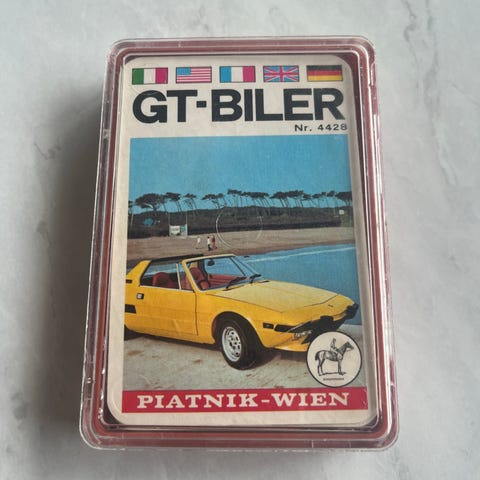 GT-BILER
Nr. 4428
PIATNIK-WIEN